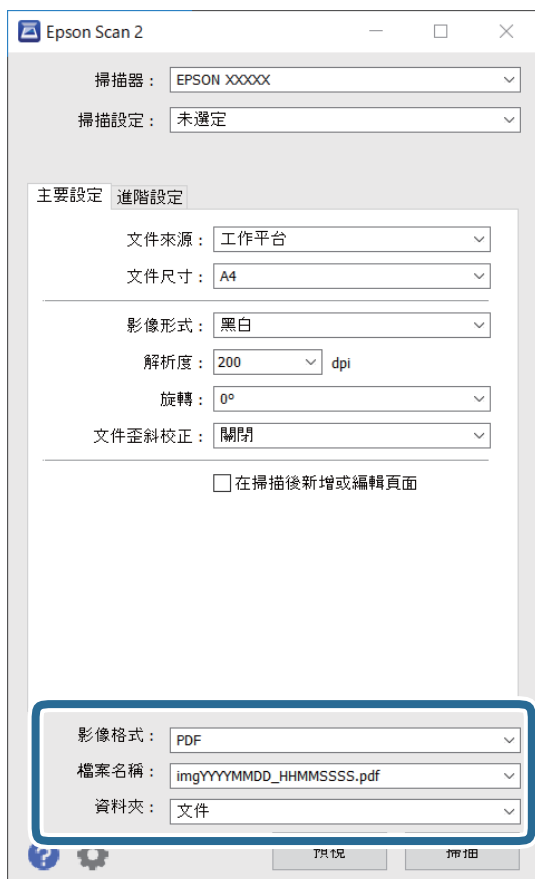 Epson Scan 2
掃描器： EPSON XXXXX
掃描設定： 未選定
主要設定 進階設定
文件來源： 工作平台
文件尺寸： A4
影像形式： 黑白
解析度： 200 dpi
旋轉： 0°
文件歪斜校正： 關閉
在掃描後新增或編輯頁面
影像格式： PDF
檔案名稱： imgYYYYMMDD_HHMMSSSS.pdf
資料夾： 文件
? 預視 掃描